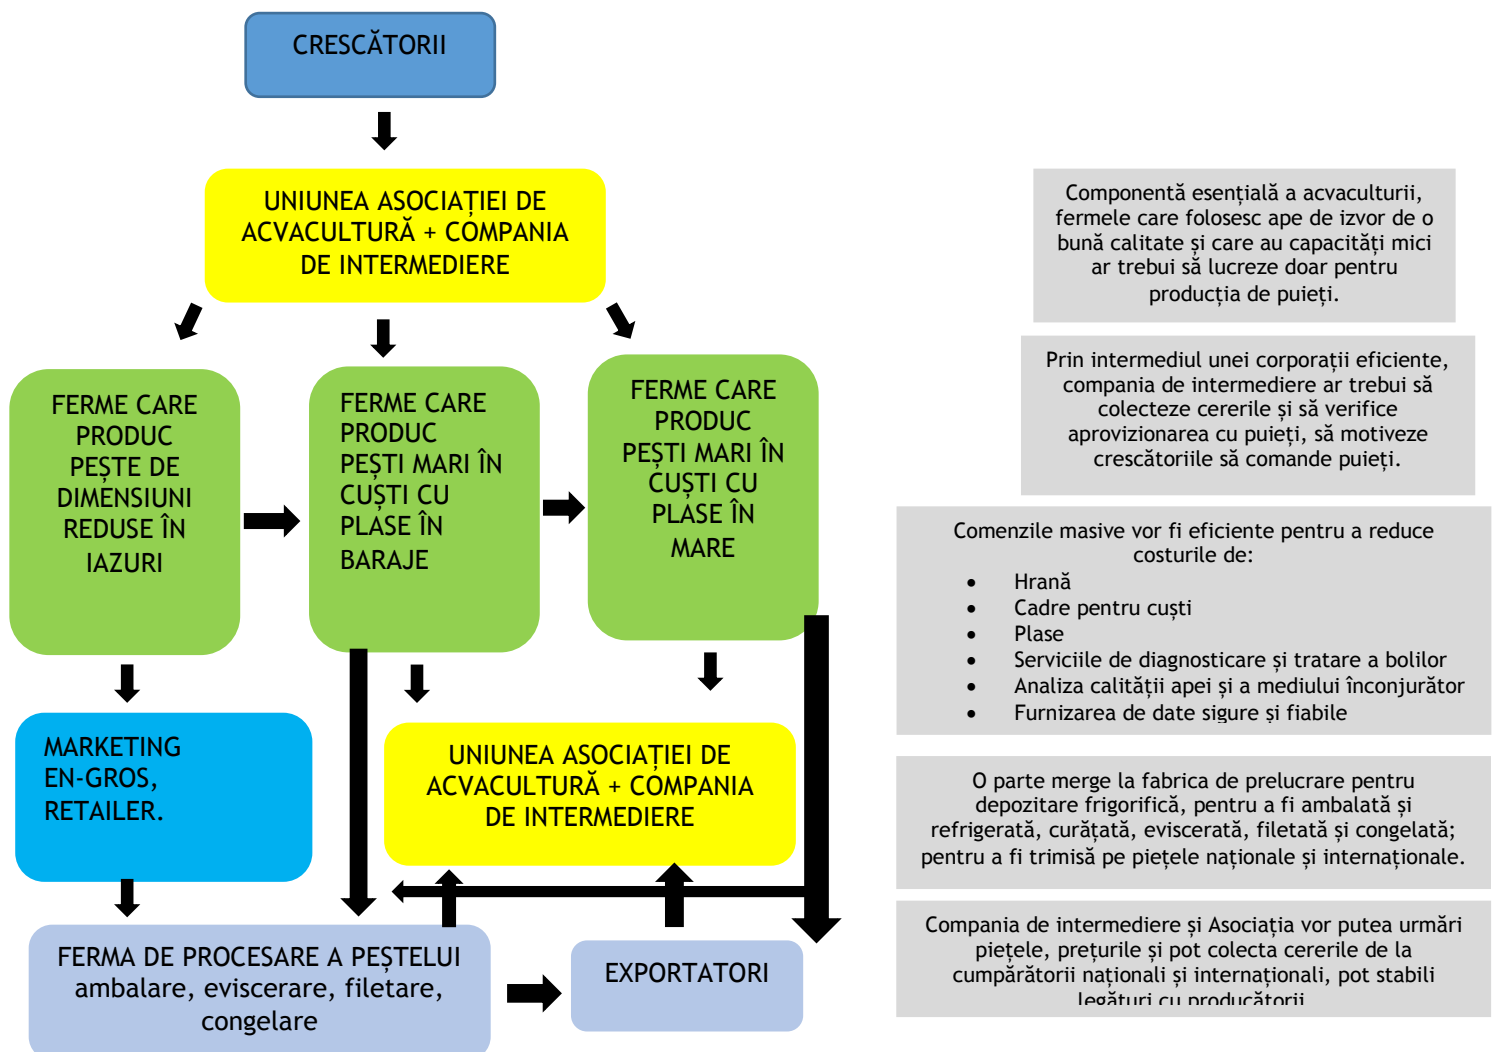 CRESCĂTORII
UNIUNEA ASOCIAȚIEI DE
ACVACULTURĂ + COMPANIA
DE INTERMEDIERE
FERME CARE
PRODUC
PEȘTE DE
DIMENSIUNI
REDUSE ÎN
IAZURI
FERME CARE
PRODUC
PEȘTI MARI ÎN
CUȘTI CU
PLASE ÎN
BARAJE
FERME CARE
PRODUC
PEȘTI MARI ÎN
CUȘTI CU
PLASE ÎN
MARE
MARKETING
EN-GROS,
RETAILER.
UNIUNEA ASOCIAȚIEI DE
ACVACULTURĂ + COMPANIA
DE INTERMEDIERE
FERMA DE PROCESARE A PEȘTELUI
ambalare, eviscerare, filetare,
congelare
EXPORTATORI
Componentă esențială a acvaculturii,
fermele care folosesc ape de izvor de o
bună calitate și care au capacități mici
ar trebui să lucreze doar pentru
producția de puieți.
Prin intermediul unei corporații eficiente,
compania de intermediere ar trebui să
colecteze cererile și să verifice
aprovizionarea cu puieți, să motiveze
crescătoriile să comande puieți.
Comenzile masive vor fi eficiente pentru a reduce
costurile de:
• Hrană
• Cadre pentru cuști
• Plase
• Serviciile de diagnosticare și tratare a bolilor
• Analiza calității apei și a mediului înconjurător
• Furnizarea de date sigure și fiabile
O parte merge la fabrica de prelucrare pentru
depozitare frigorifică, pentru a fi ambalată și
refrigerată, curățată, eviscerată, filetată și congelată;
pentru a fi trimisă pe piețele naționale și internaționale.
Compania de intermediere și Asociația vor putea urmări
piețele, prețurile și pot colecta cererile de la
cumpărătorii naționali și internaționali, pot stabili
legături cu producătorii